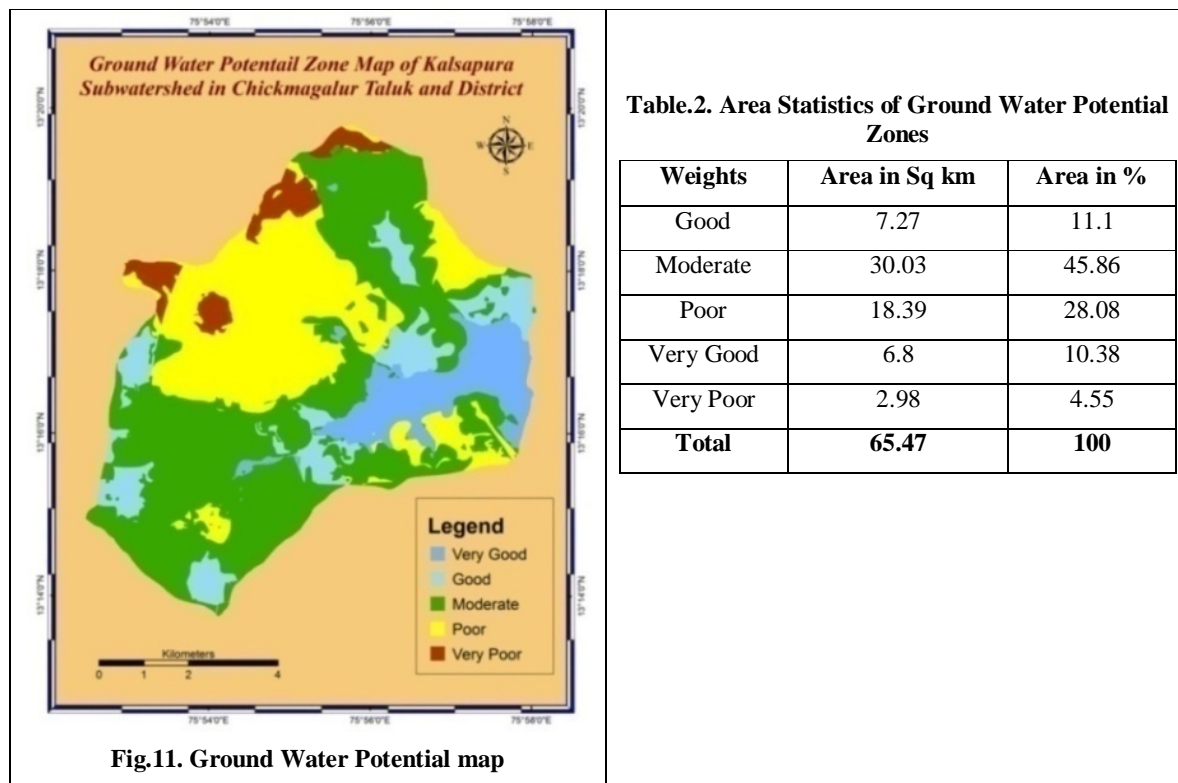 75°54'0"E 75°56'0"E 75°58'0"E
Ground Water Potentail Zone Map of Kalsapura
Subwatershed in Chickmagalur Taluk and District
N
W E
S
13°20'0"N 13°20'0"N
13°18'0"N 13°18'0"N
13°16'0"N 13°16'0"N
13°14'0"N 13°14'0"N
Legend
Very Good
Good
Moderate
Poor
Very Poor
Kilometers
0 1 2 4
75°54'0"E 75°56'0"E 75°58'0"E
Fig.11. Ground Water Potential map
Table.2. Area Statistics of Ground Water Potential
Zones
Weights Area in Sq km Area in %
Good 7.27 11.1
Moderate 30.03 45.86
Poor 18.39 28.08
Very Good 6.8 10.38
Very Poor 2.98 4.55
Total 65.47 100